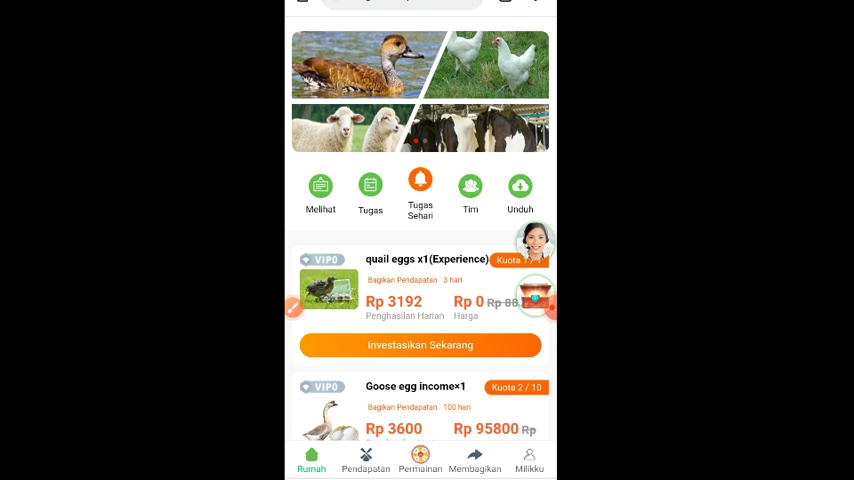 Melihat
Tugas
Tugas
Sehari
Tim
Unduh
VIP0
quail eggs x1(Experience)
Kuota
Bagikan Pendapatan 3 hari
Rp 3192
Rp 0 Rp 88
Penghasilan Harian
Harga
Investasikan Sekarang
VIP0
Goose egg income×1
Kuota 2 / 10
Bagikan Pendapatan 100 hari
Rp 3600
Rp 95800 Rp
Rumah
Pendapatan
Permainan
Membagikan
Milikku